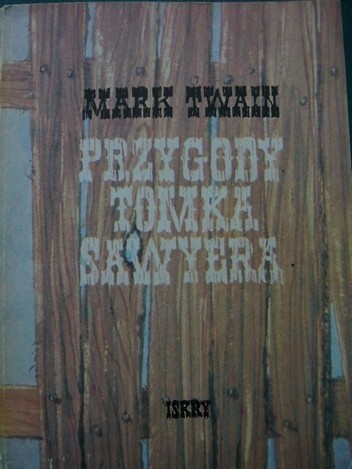 MARK TWAIN
PRZYGODY
TOMKA
SAWYERA
ISKRY